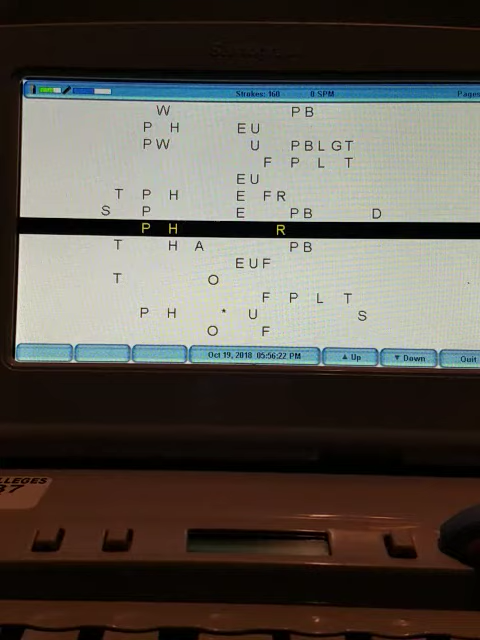 Strokes: 160 0 SPM Pages
W PB
P H EU
PW U PBLGT
F P L T
EU
T P H E FR
S P E PB D
P H R
T H A PB
EUF
T O
F P L T
P H * U S
O F
Oct 19, 2018 05:56:22 PM ▲ Up ▼ Down Quit
LLEGES
37